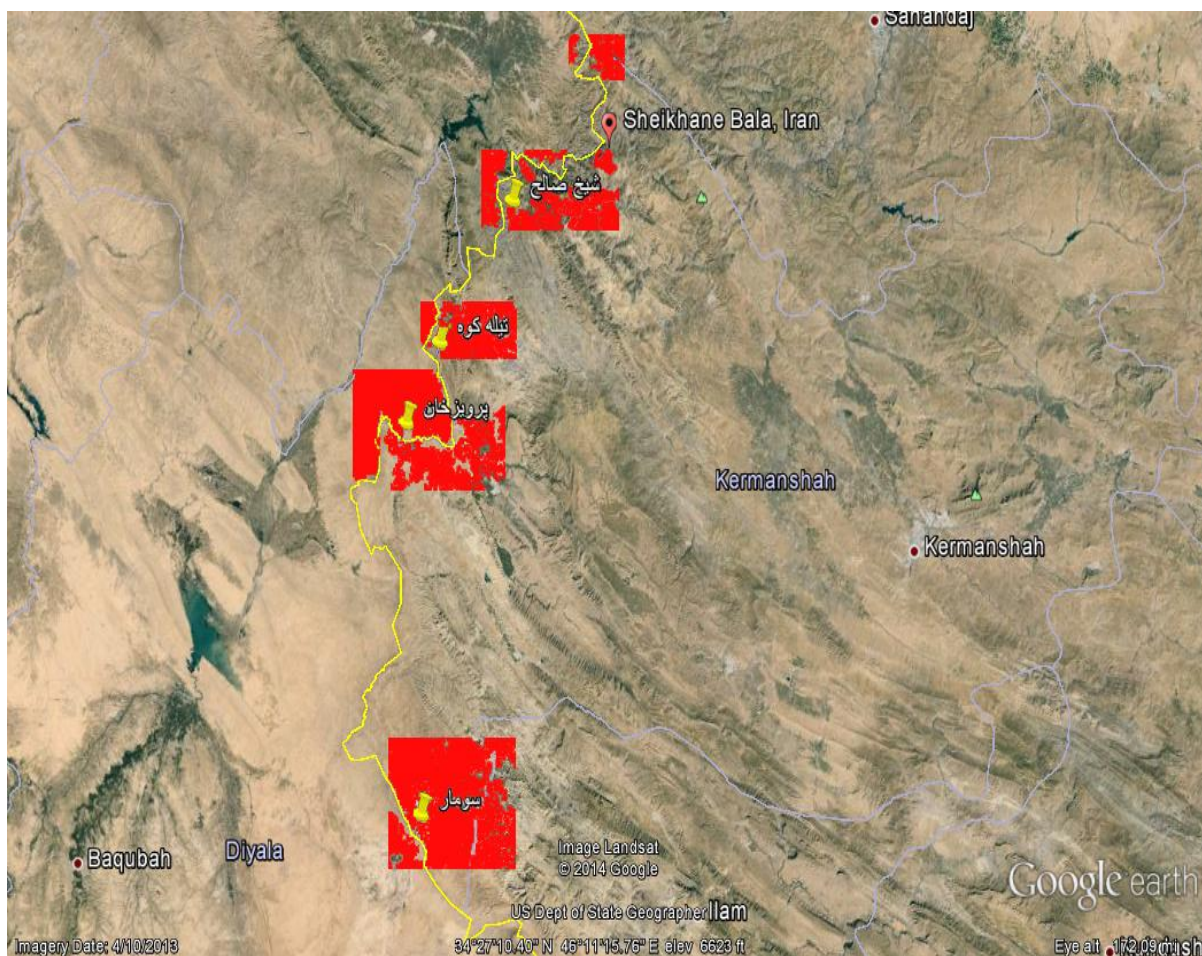 Sanandaj
Sheikhane Bala, Iran
شیخ صالح
تیله کوه
پرویزخان
Kermanshah
Kermanshah
سومار
Baqubah
Diyala
Image Landsat
© 2014 Google
Google earth
US Dept of State Geographer
Ilam
Imagery Date: 4/10/2013
34°27'10.40" N 46°11'15.76" E elev 6623 ft
Eye alt